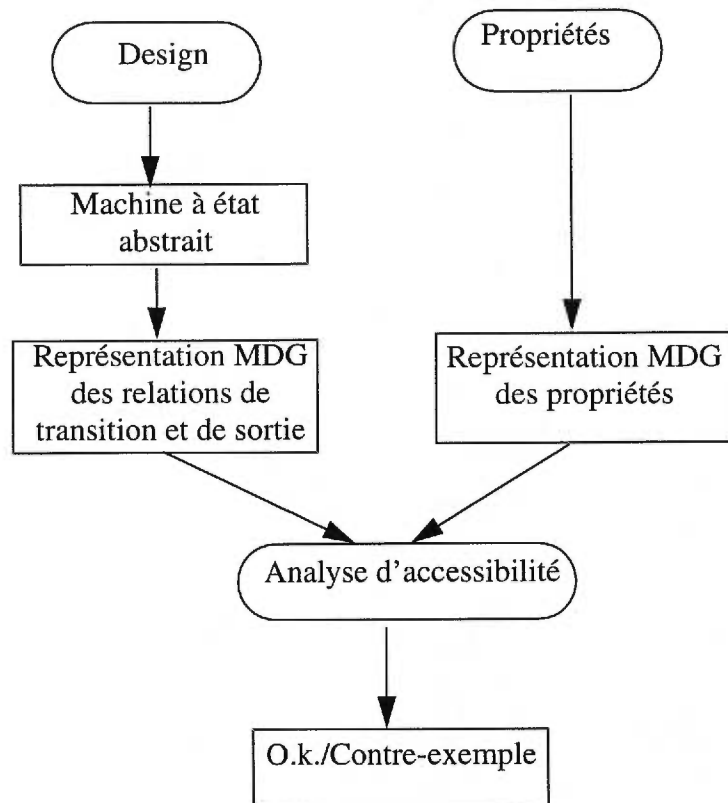 Design
Propriétés
Machine à état
abstrait
Représentation MDG
des relations de
transition et de sortie
Représentation MDG
des propriétés
Analyse d'accessibilité
O.k./Contre-exemple